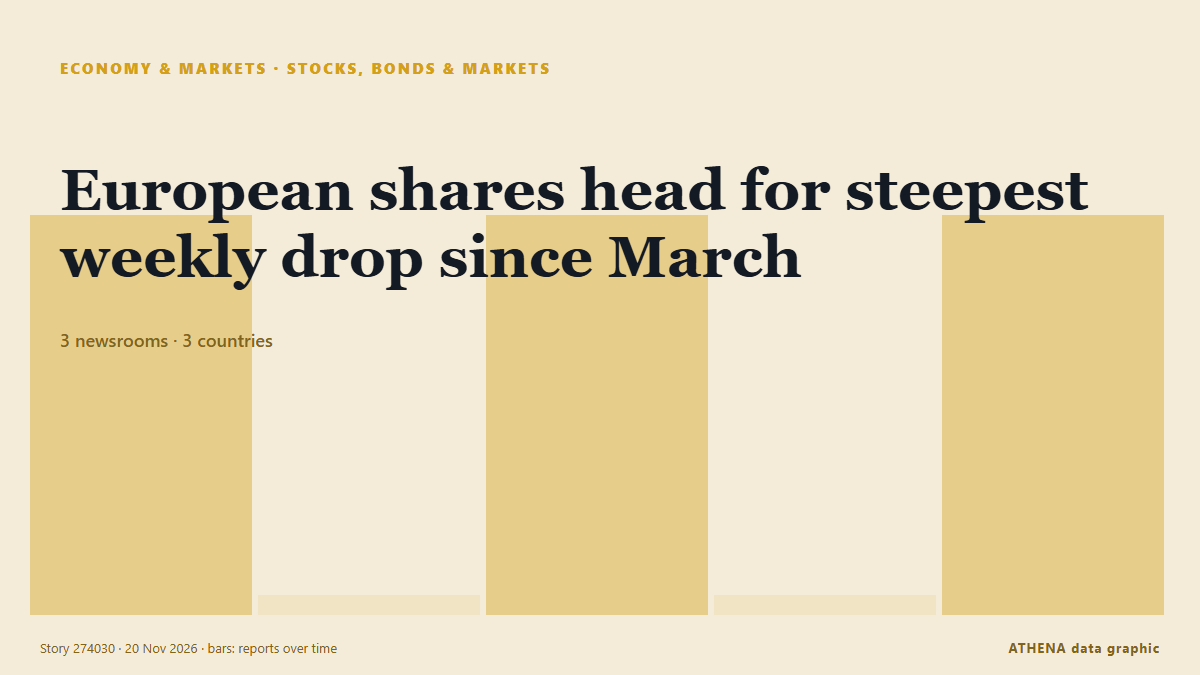 ECONOMY & MARKETS · STOCKS, BONDS & MARKETS
European shares head for steepest
weekly drop since March
3 newsrooms · 3 countries
Story 274030 · 20 Nov 2026 · bars: reports over time
ATHENA data graphic